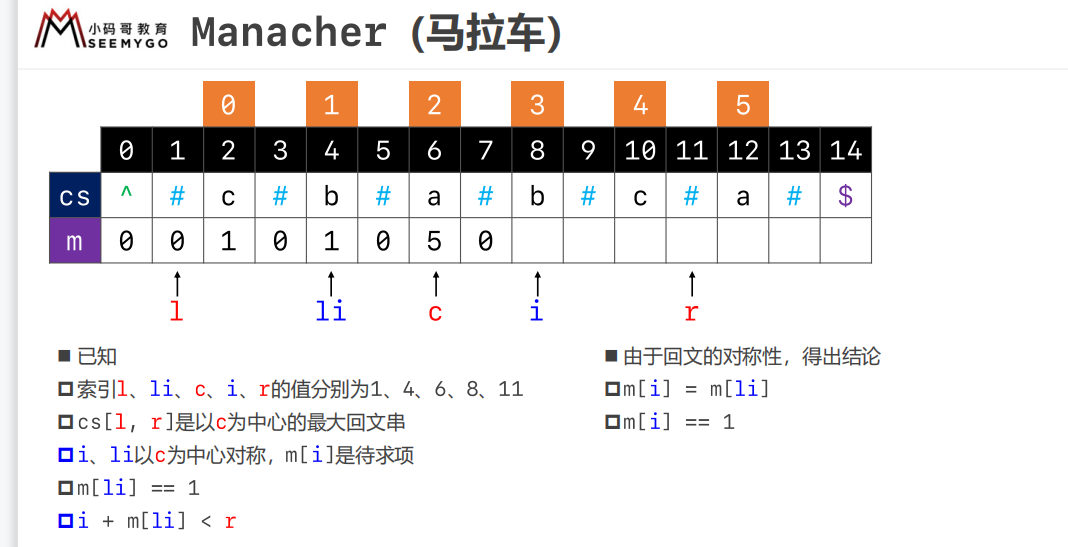 小码哥教育
SEEMYGO
Manacher (马拉车)
0 1 2 3 4 5
0 1 2 3 4 5 6 7 8 9 10 11 12 13 14
cs ^ # c # b # a # b # c # a # $
m 0 0 1 0 1 0 5 0
l li c i r
已知
索引l、li、c、i、r的值分别为1、4、6、8、11
cs[l, r]是以c为中心的最大回文串
i、li以c为中心对称，m[i]是待求项
m[li] == 1
i + m[li] < r
由于回文的对称性，得出结论
m[i] = m[li]
m[i] == 1